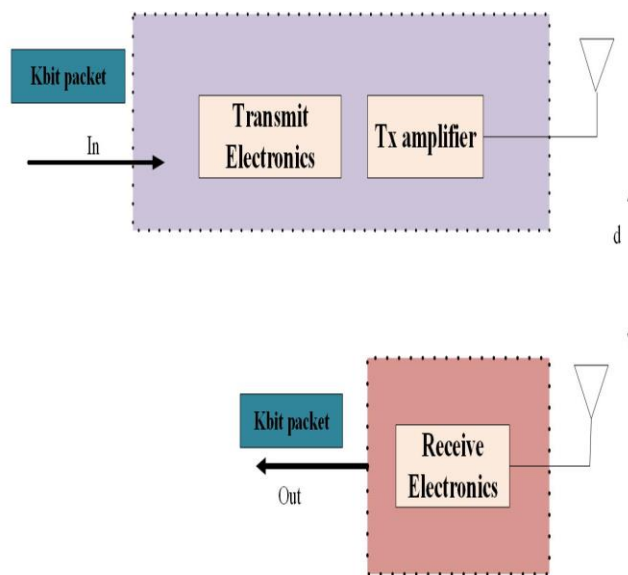 Kbit packet
In
Transmit
Electronics
Tx amplifier
d
Kbit packet
Out
Receive
Electronics